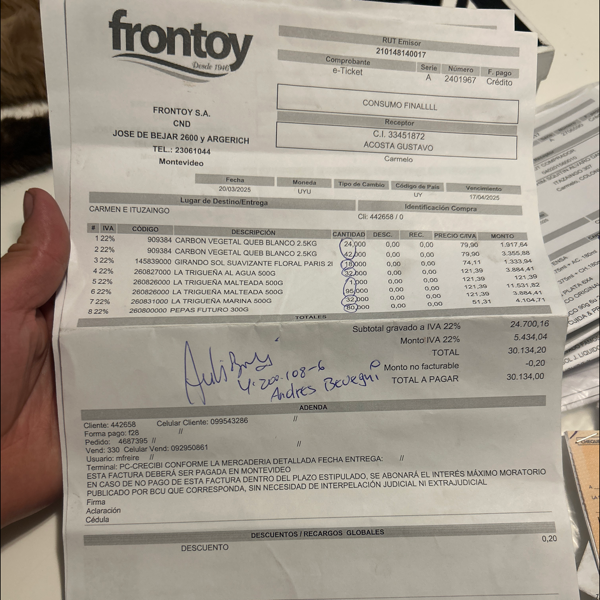 frontoy
Desde 1946
FRONTOY S.A.
CND
JOSE DE BEJAR 2600 y ARGERICH
TEL.: 23061044
Montevideo
RUT Emisor
210148140017
Comprobante Serie Número F. pago
e-Ticket A 2401967 Crédito
CONSUMO FINALLLL
Receptor
C.I. 33451872
ACOSTA GUSTAVO
Carmelo
Fecha Moneda Tipo de Cambio Código de País Vencimiento
20/03/2025 UYU UY 17/04/2025
Lugar de Destino/Entrega Identificación Compra
CARMEN E ITUZAINGO Cli: 442658 / 0
# IVA CÓDIGO DESCRIPCIÓN CANTIDAD DESC. REC. PRECIO C/IVA MONTO
1 22% 909384 CARBON VEGETAL QUEB BLANCO 2.5KG 24,000 0,00 0,00 79,90 1.917,64
2 22% 909384 CARBON VEGETAL QUEB BLANCO 2.5KG 42,000 0,00 0,00 79,90 3.355,88
3 22% 145839000 GIRANDO SOL SUAVIZANTE FLORAL PARIS 2l 18,000 0,00 0,00 74,11 1.333,94
4 22% 260827000 LA TRIGUEÑA AL AGUA 500G 32,000 0,00 0,00 121,39 3.884,41
5 22% 260826000 LA TRIGUEÑA MALTEADA 500G 1,000 0,00 0,00 121,39 121,39
6 22% 260826000 LA TRIGUEÑA MALTEADA 500G 95,000 0,00 0,00 121,39 11.531,82
7 22% 260831000 LA TRIGUEÑA MARINA 500G 32,000 0,00 0,00 121,39 3.884,41
8 22% 260800000 PEPAS FUTURO 300G 80,000 0,00 0,00 51,31 4.104,71
TOTALES
Subtotal gravado a IVA 22% 24.700,16
Monto IVA 22% 5.434,04
TOTAL 30.134,20
Monto no facturable -0,20
TOTAL A PAGAR 30.134,00
4.200.108-6
Andres Bevegni
ADENDA
Cliente: 442658 Celular Cliente: 099543286 //
Forma pago: f28 //
Pedido: 4687395 //
Vend: 330 Celular Vend: 092950861 //
Usuario: mfreire //
Terminal: PC-CRECIBI CONFORME LA MERCADERIA DETALLADA FECHA ENTREGA: //
ESTA FACTURA DEBERÁ SER PAGADA EN MONTEVIDEO
EN CASO DE NO PAGO DE ESTA FACTURA DENTRO DEL PLAZO ESTIPULADO, SE ABONARÁ EL INTERÉS MÁXIMO MORATORIO
PUBLICADO POR BCU QUE CORRESPONDA, SIN NECESIDAD DE INTERPELACIÓN JUDICIAL NI EXTRAJUDICIAL
Firma
Aclaración
Cédula
DESCUENTOS / RECARGOS GLOBALES
DESCUENTO 0,20